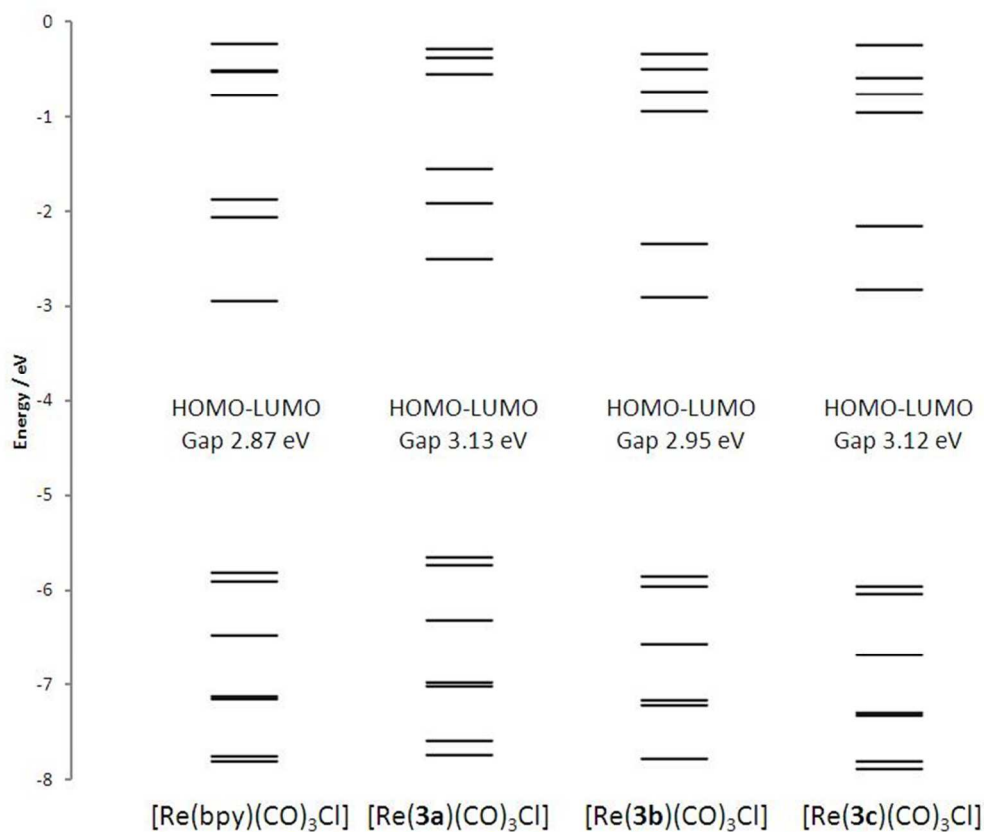 0
-1
-2
-3
-4
-5
-6
-7
-8
Energy / eV
HOMO-LUMO
Gap 2.87 eV
HOMO-LUMO
Gap 3.13 eV
HOMO-LUMO
Gap 2.95 eV
HOMO-LUMO
Gap 3.12 eV
[Re(bpy)(CO)₃Cl]
[Re(3a)(CO)₃Cl]
[Re(3b)(CO)₃Cl]
[Re(3c)(CO)₃Cl]